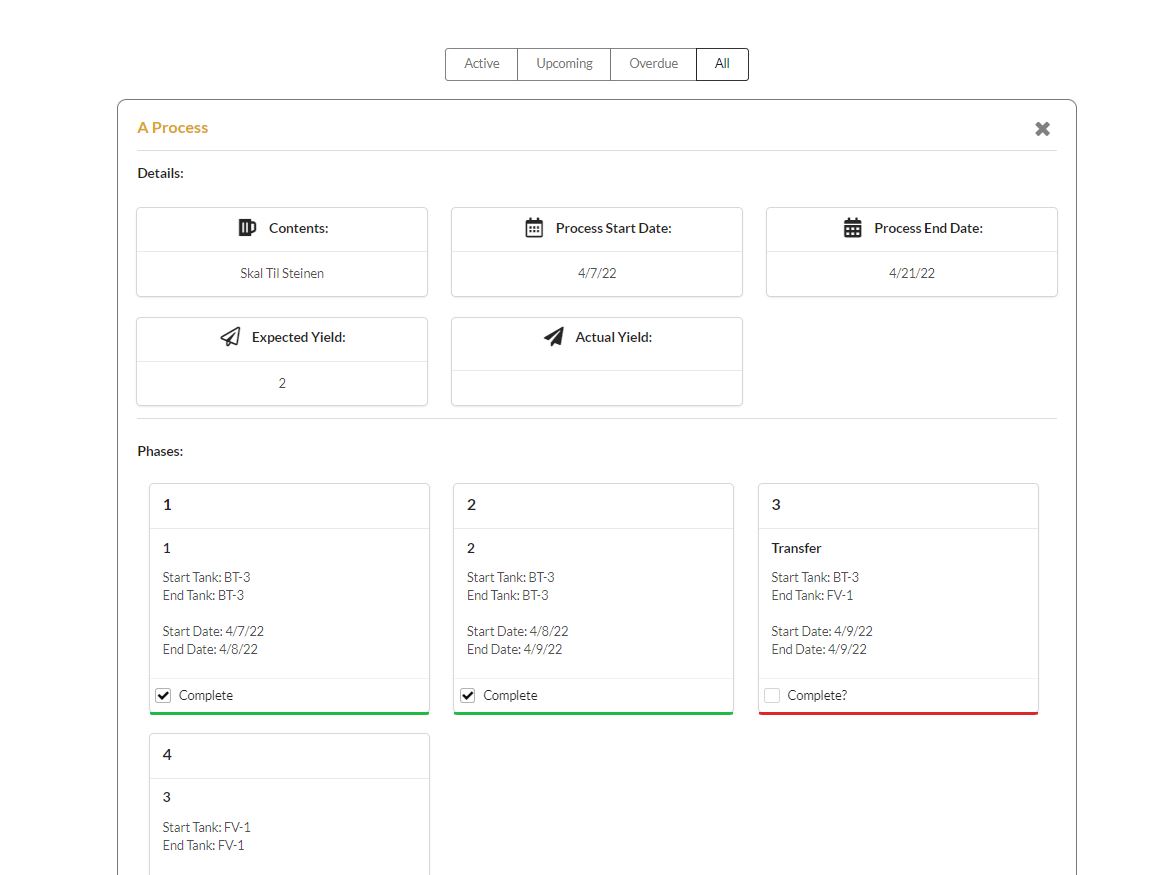 Active Upcoming Overdue All
A Process
Details:
Contents: Process Start Date: Process End Date:
Skal Til Steinen 4/7/22 4/21/22
Expected Yield: Actual Yield:
2
Phases:
1
1
Start Tank: BT-3
End Tank: BT-3
Start Date: 4/7/22
End Date: 4/8/22
Complete
2
2
Start Tank: BT-3
End Tank: BT-3
Start Date: 4/8/22
End Date: 4/9/22
Complete
3
Transfer
Start Tank: BT-3
End Tank: FV-1
Start Date: 4/9/22
End Date: 4/9/22
Complete?
4
3
Start Tank: FV-1
End Tank: FV-1